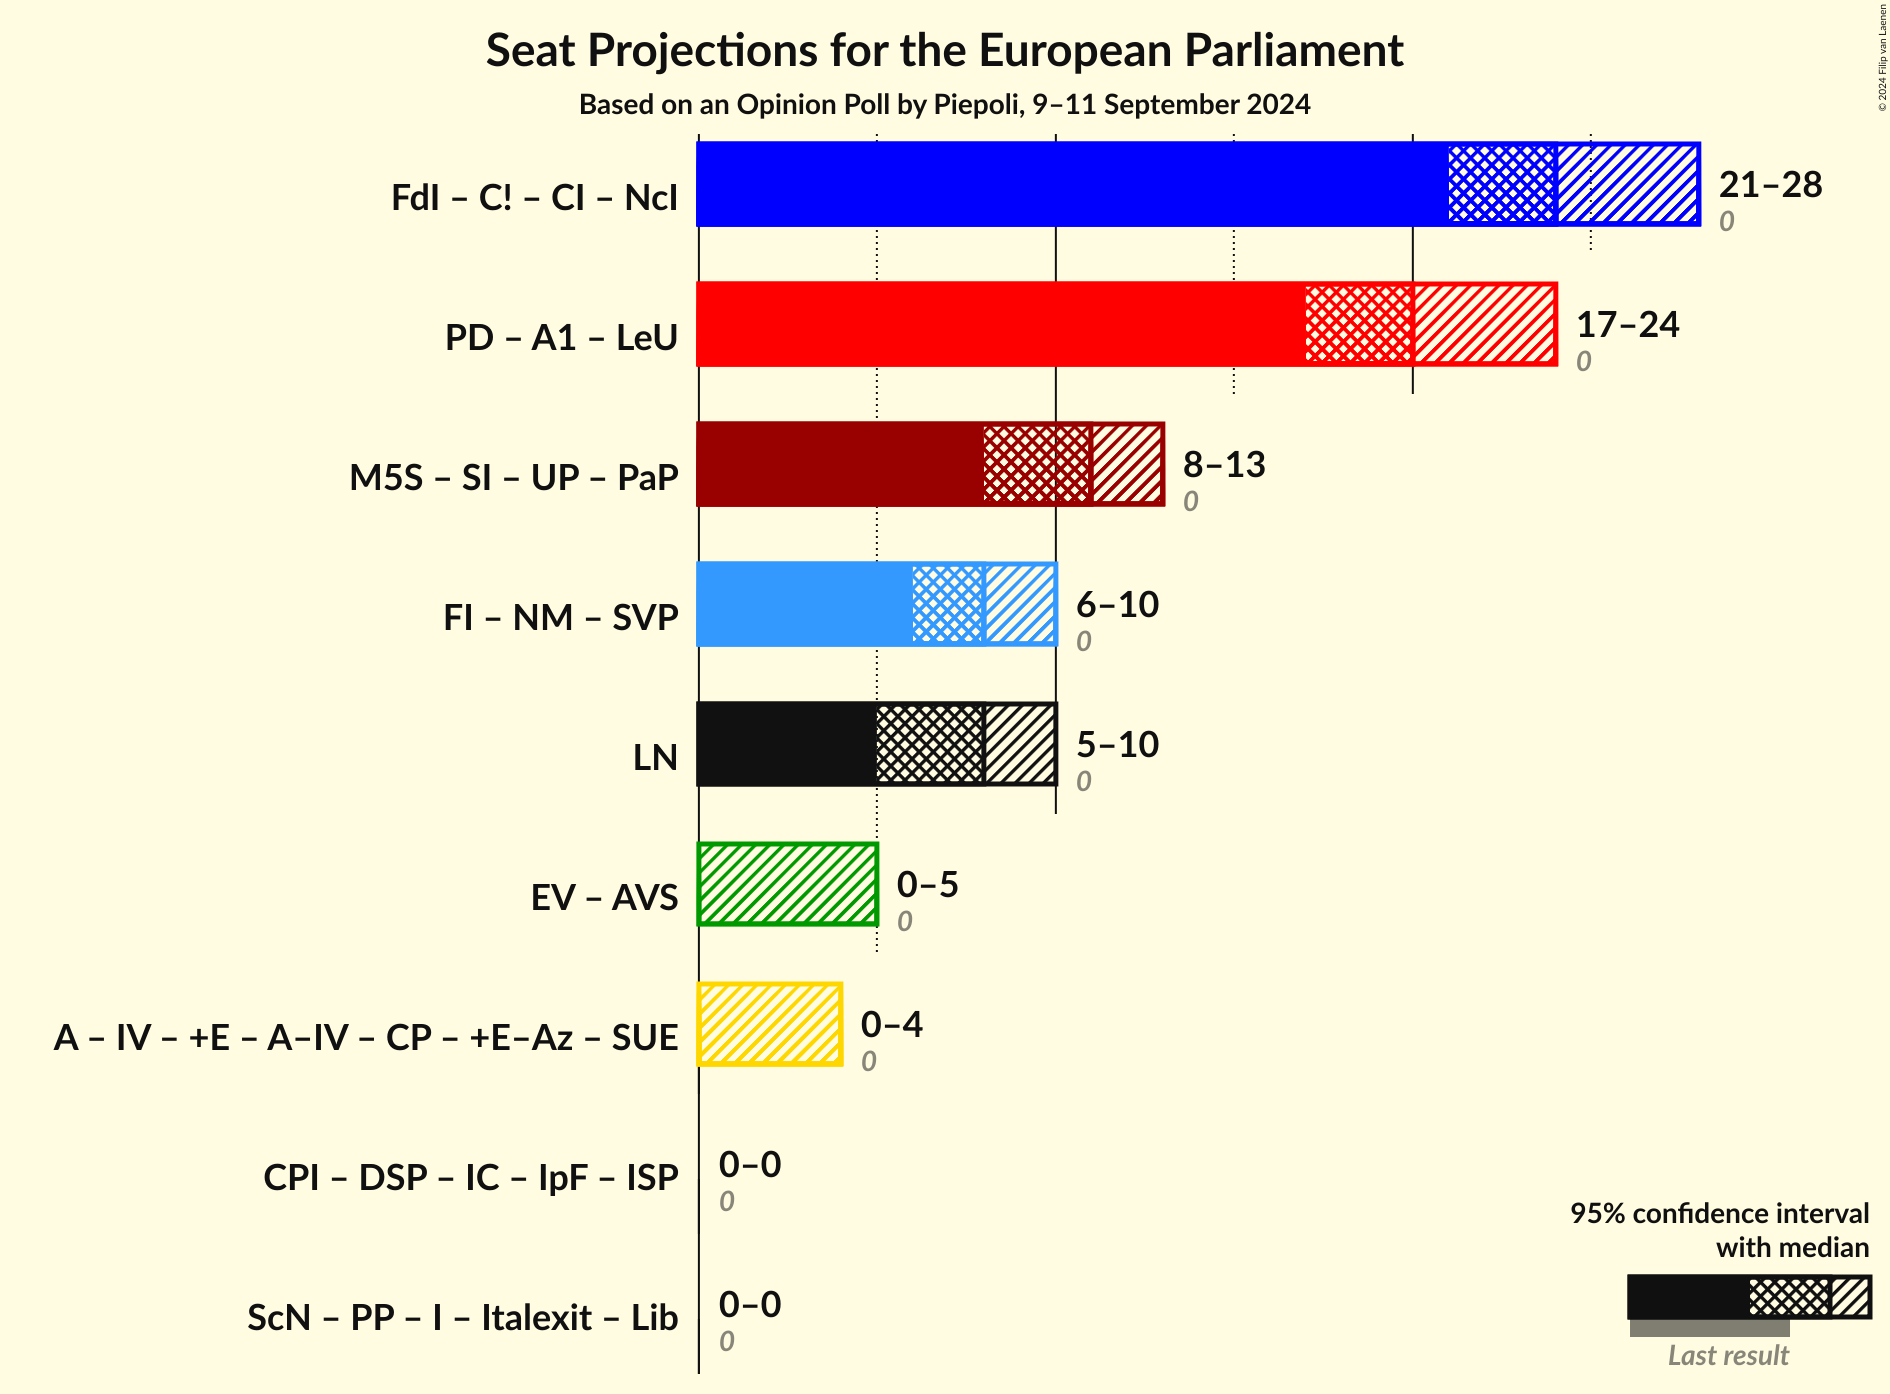 Seat Projections for the European Parliament
Based on an Opinion Poll by Piepoli, 9–11 September 2024
© 2024 Filip van Laenen
FdI – C! – CI – NcI
21–28
0
PD – A1 – LeU
17–24
0
M5S – SI – UP – PaP
8–13
0
FI – NM – SVP
6–10
0
LN
5–10
0
EV – AVS
0–5
0
A – IV – +E – A–IV – CP – +E–Az – SUE
0–4
0
CPI – DSP – IC – IpF – ISP
0–0
0
ScN – PP – I – Italexit – Lib
0–0
0
95% confidence interval
with median
Last result